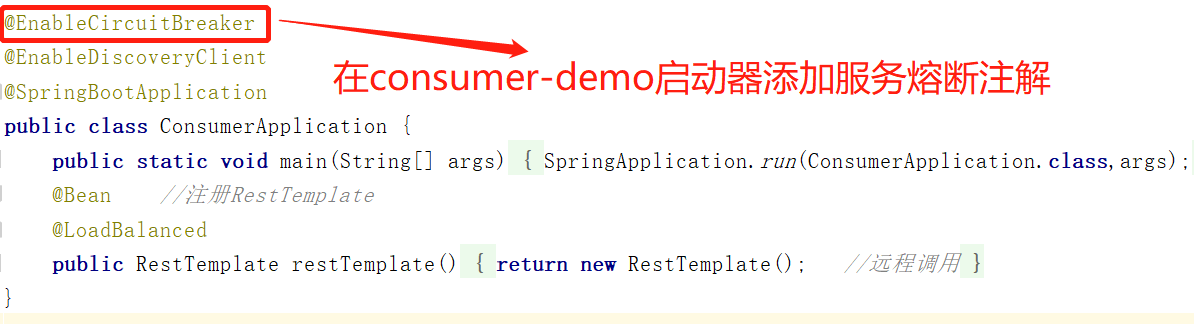 @EnableCircuitBreaker
@EnableDiscoveryClient
在consumer-demo启动器添加服务熔断注解
@SpringBootApplication
public class ConsumerApplication {
public static void main(String[] args) { SpringApplication.run(ConsumerApplication.class,args);
@Bean //注册RestTemplate
@LoadBalanced
public RestTemplate restTemplate() { return new RestTemplate(); //远程调用 }
}